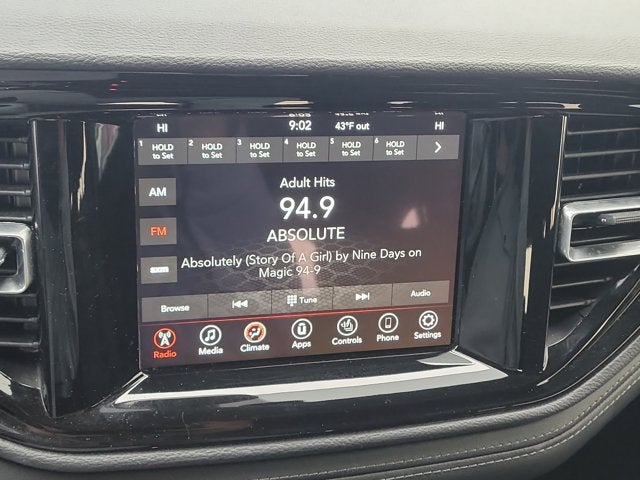 HI 9:02 43°F out HI
1 HOLD to Set 2 HOLD to Set 3 HOLD to Set 4 HOLD to Set 5 HOLD to Set 6 HOLD to Set
AM
FM
Adult Hits
94.9
ABSOLUTE
Absolutely (Story Of A Girl) by Nine Days on
Magic 94-9
Browse Tune Audio
Radio Media Climate Apps Controls Phone Settings